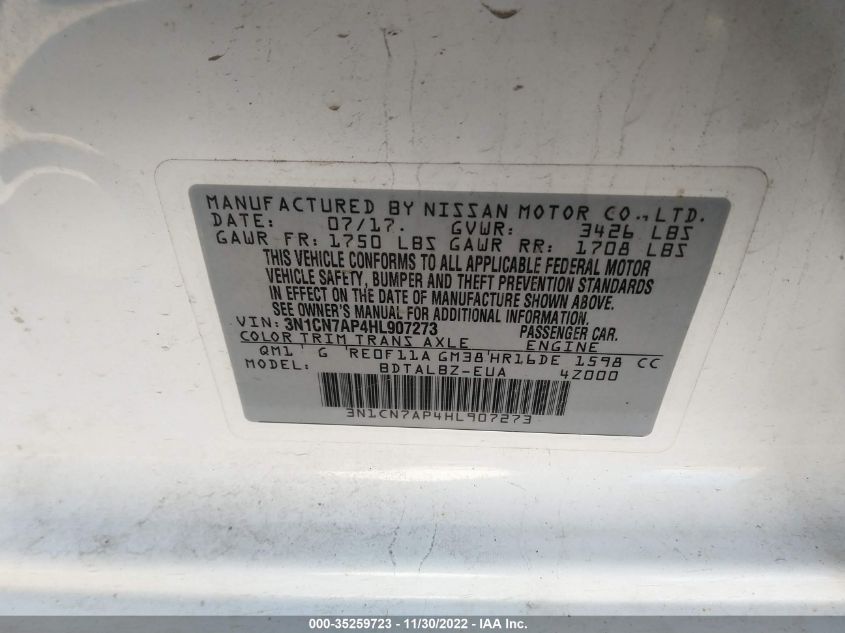 MANUFACTURED BY NISSAN MOTOR CO., LTD.
DATE: 07/17. GVWR: 3426 LBS
GAWR FR: 1750 LBS GAWR RR: 1708 LBS
THIS VEHICLE CONFORMS TO ALL APPLICABLE FEDERAL MOTOR
VEHICLE SAFETY, BUMPER AND THEFT PREVENTION STANDARDS
IN EFFECT ON THE DATE OF MANUFACTURE SHOWN ABOVE.
SEE OWNER'S MANUAL FOR ADDITIONAL INFORMATION.
VIN: 3N1CN7AP4HL907273 PASSENGER CAR.
COLOR TRIM TRANS AXLE ENGINE
QM1 G RE0F11A GM38 HR16DE 1598 CC
MODEL: BDTALBZ-EUA 4Z000
3N1CN7AP4HL907273
000-35259723 - 11/30/2022 - IAA Inc.